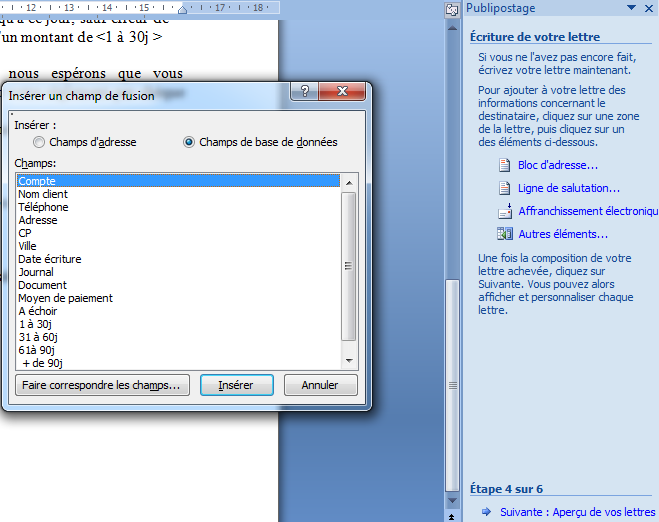 12 13 14 15 17 18
qu'à ce jour, sauf erreur de
'un montant de <1 à 30j >
nous espérons que vous
Insérer un champ de fusion
Insérer :
Champs d'adresse
Champs de base de données
Champs:
Compte
Nom client
Téléphone
Adresse
CP
Ville
Date écriture
Journal
Document
Moyen de paiement
A échoir
1 à 30j
31 à 60j
61à 90j
+ de 90j
Faire correspondre les champs...
Insérer
Annuler
Publipostage
Écriture de votre lettre
Si vous ne l'avez pas encore fait,
écrivez votre lettre maintenant.
Pour ajouter à votre lettre des
informations concernant le
destinataire, cliquez sur une zone
de la lettre, puis cliquez sur un
des éléments ci-dessous.
Bloc d'adresse...
Ligne de salutation...
Affranchissement électroniqu
Autres éléments...
Une fois la composition de votre
lettre achevée, cliquez sur
Suivante. Vous pouvez alors
afficher et personnaliser chaque
lettre.
Étape 4 sur 6
Suivante : Aperçu de vos lettres